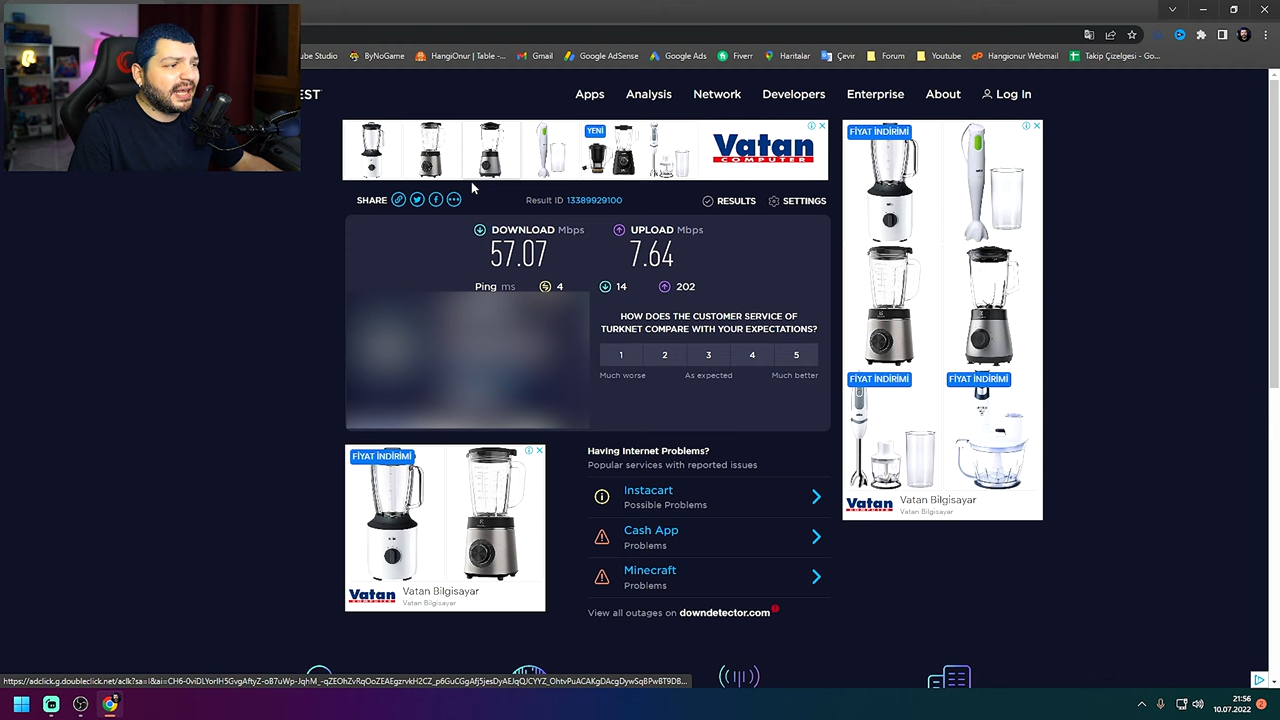 ube Studio
ByNoGame
HangiOnur | Table -...
Gmail
Google AdSense
Google Ads
Fiverr
Haritalar
Çevir
Forum
Youtube
Hangionur Webmail
Takip Çizelgesi - Go...
EST
Apps
Analysis
Network
Developers
Enterprise
About
Log In
YENİ
Vatan
COMPUTER
FİYAT İNDİRİMİ
SHARE
Result ID 13389929100
RESULTS
SETTINGS
DOWNLOAD Mbps
57.07
UPLOAD Mbps
7.64
Ping ms
4
14
202
HOW DOES THE CUSTOMER SERVICE OF
TURKNET COMPARE WITH YOUR EXPECTATIONS?
1
2
3
4
5
Much worse
As expected
Much better
FİYAT İNDİRİMİ
FİYAT İNDİRİMİ
Vatan
Vatan Bilgisayar
Vatan Bilgisayar
FİYAT İNDİRİMİ
Vatan
Vatan Bilgisayar
Vatan Bilgisayar
Having Internet Problems?
Popular services with reported issues
Instacart
Possible Problems
Cash App
Problems
Minecraft
Problems
View all outages on downdetector.com
21:56
10.07.2022
2